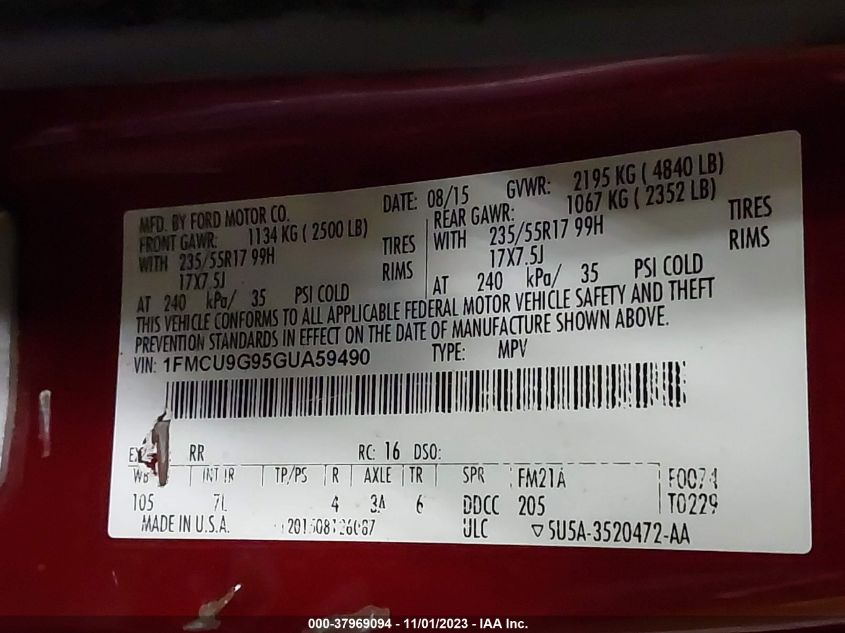 MFD. BY FORD MOTOR CO. DATE: 08/15 GVWR: 2195 KG ( 4840 LB)
FRONT GAWR: 1134 KG ( 2500 LB) REAR GAWR: 1067 KG ( 2352 LB)
WITH 235/55R17 99H TIRES WITH 235/55R17 99H TIRES
17X7.5J RIMS 17X7.5J RIMS
AT 240 kPa/ 35 PSI COLD AT 240 kPa/ 35 PSI COLD
THIS VEHICLE CONFORMS TO ALL APPLICABLE FEDERAL MOTOR VEHICLE SAFETY AND THEFT
PREVENTION STANDARDS IN EFFECT ON THE DATE OF MANUFACTURE SHOWN ABOVE.
VIN: 1FMCU9G95GUA59490 TYPE: MPV
RR RC: 16 DSO:
WB INT TR TP/PS R AXLE TR SPR FM21A F0074
105 7L 4 3A 6 DDCC 205 T0229
MADE IN U.S.A. ULC 5U5A-3520472-AA
000-37969094 - 11/01/2023 - IAA Inc.